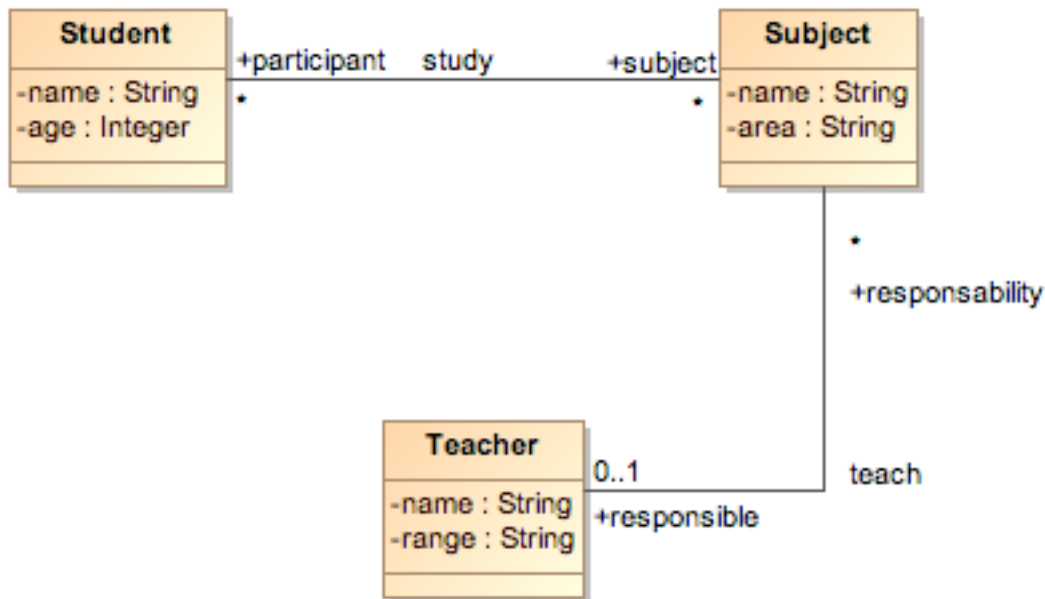 Student
-name : String
-age : Integer
+participant study +subject
* *
Subject
-name : String
-area : String
*
+responsability
Teacher
-name : String
-range : String
0..1
+responsible
teach